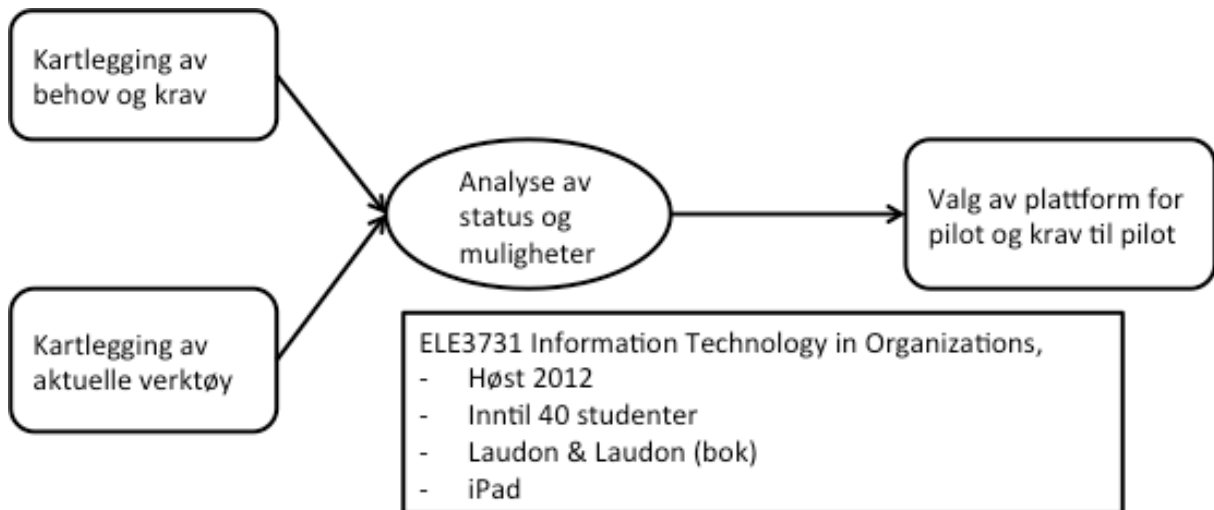 Kartlegging av
behov og krav
Analyse av
status og
muligheter
Valg av plattform for
pilot og krav til pilot
Kartlegging av
aktuelle verktøy
ELE3731 Information Technology in Organizations,
- Høst 2012
- Inntil 40 studenter
- Laudon & Laudon (bok)
- iPad